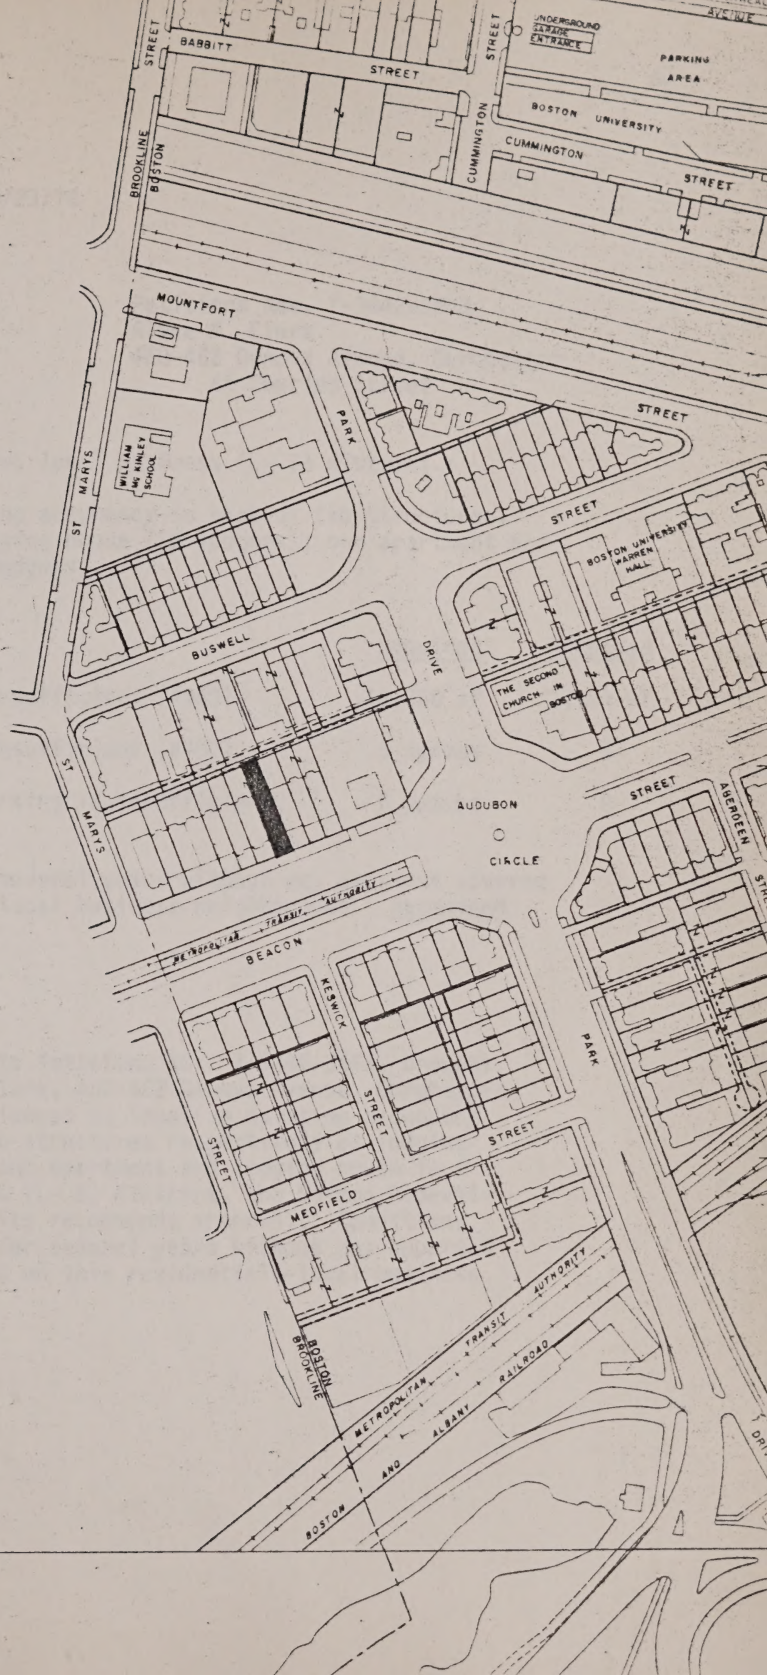 AVENUE
UNDERGROUND
GARAGE
ENTRANCE
STREET
STREET
BABBITT
STREET
PARKING
AREA
BOSTON UNIVERSITY
CUMMINGTON
CUMMINGTON
STREET
BROOKLINE
BOSTON
MOUNTFORT
STREET
PARK
WILLIAM
Mc KINLEY
SCHOOL
ST MARYS
STREET
BOSTON UNIVERSITY
WARREN
HALL
BUSWELL
DRIVE
THE SECOND
CHURCH IN
BOSTON
ST MARYS
AUDUBON
CIRCLE
STREET
ABERDEEN
METROPOLITAN TRANSIT AUTHORITY
BEACON
KESWICK
STREET
PARK
STREET
MEDFIELD
STREET
BOSTON
BROOKLINE
METROPOLITAN TRANSIT AUTHORITY
BOSTON AND ALBANY RAILROAD